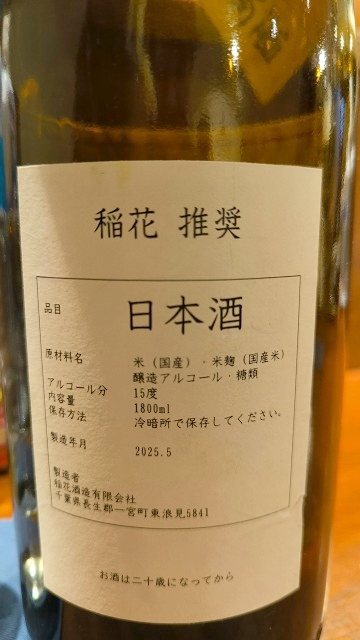 稲花 推奨
品目 日本酒
原材料名 米（国産）・米麹（国産米）
醸造アルコール・糖類
アルコール分 15度
内容量 1800ml
保存方法 冷暗所で保存してください。
製造年月 2025.5
製造者
稲花酒造有限会社
千葉県長生郡一宮町東浪見5841
お酒は二十歳になってから